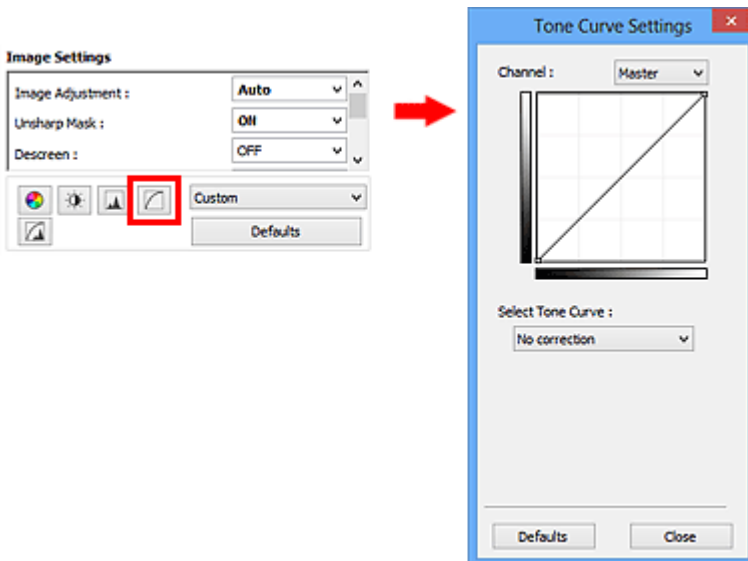 Image Settings
Image Adjustment : Auto
Unsharp Mask : ON
Descreen : OFF
Custom
Defaults
Tone Curve Settings
Channel : Master
Select Tone Curve :
No correction
Defaults Close